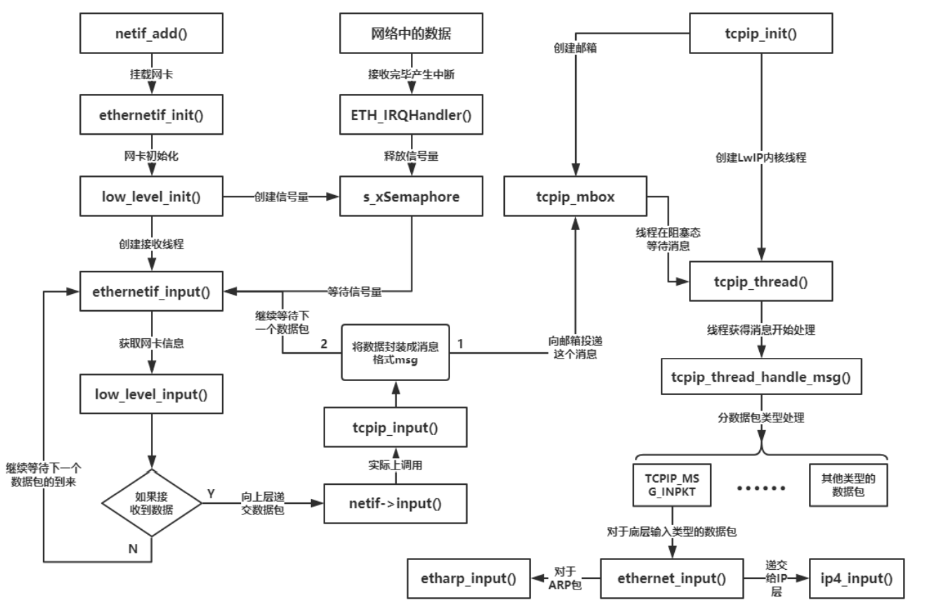 netif_add()
网络中的数据
tcpip_init()
创建邮箱
挂载网卡
接收完毕产生中断
ethernetif_init()
ETH_IRQHandler()
网卡初始化
释放信号量
创建LwIP内核线程
low_level_init()
创建信号量
s_xSemaphore
tcpip_mbox
线程在阻塞态
等待消息
创建接收线程
tcpip_thread()
ethernetif_input()
等待信号量
继续等待下
一个数据包
线程获得消息开始处理
获取网卡信息
2
将数据封装成消息
格式msg
1
向邮箱投递
这个消息
tcpip_thread_handle_msg()
low_level_input()
分数据包类型处理
tcpip_input()
实际上调用
继续等待下一个
数据包的到来
如果接
收到数据
Y
向上层递
交数据包
netif->input()
TCPIP_MS
G_INPKT
······
其他类型的
数据包
N
对于底层输入类型的数据包
etharp_input()
对于
ARP包
ethernet_input()
递交
给IP
层
ip4_input()